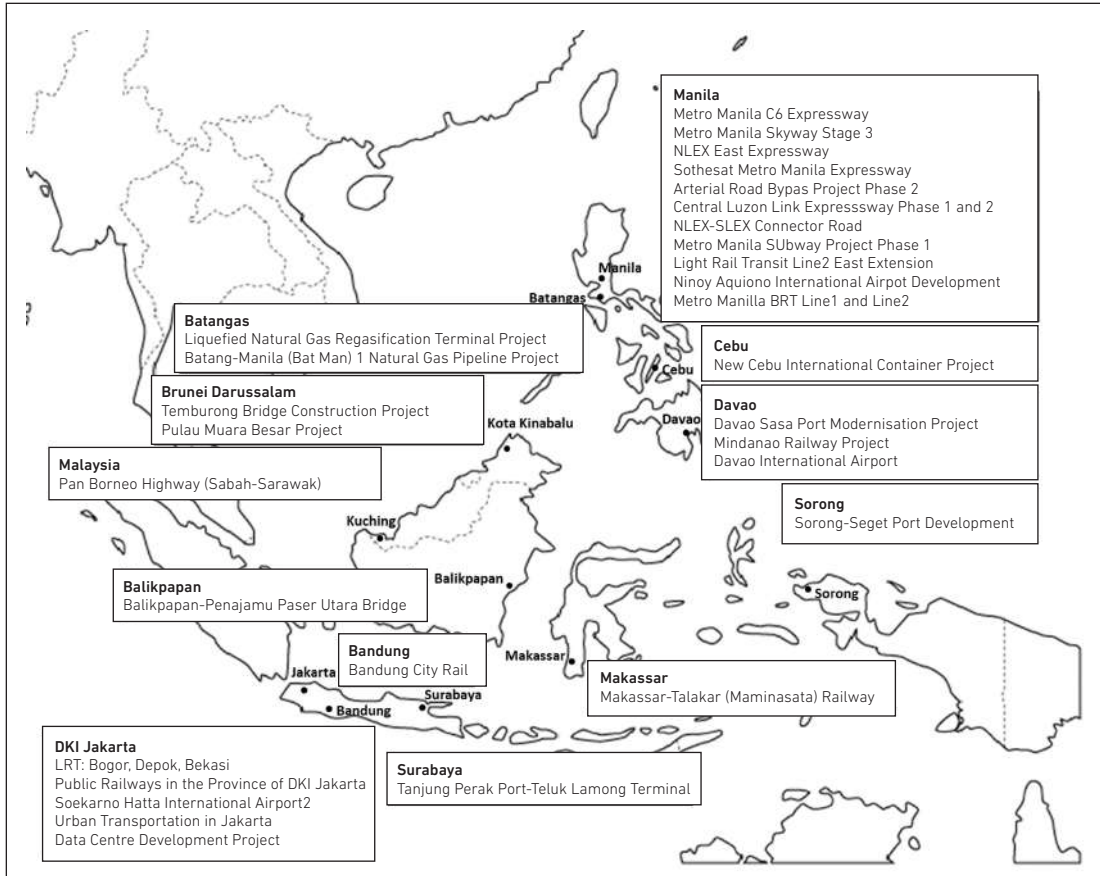 Manila
Metro Manila C6 Expressway
Metro Manila Skyway Stage 3
NLEX East Expressway
Sothesat Metro Manila Expressway
Arterial Road Bypas Project Phase 2
Central Luzon Link Expresssway Phase 1 and 2
NLEX-SLEX Connector Road
Metro Manila SUbway Project Phase 1
Light Rail Transit Line2 East Extension
Ninoy Aquiono International Airpot Development
Metro Manilla BRT Line1 and Line2
Manila
Batangas
Batangas
Liquefied Natural Gas Regasification Terminal Project
Batang-Manila (Bat Man) 1 Natural Gas Pipeline Project
Cebu
New Cebu International Container Project
Cebu
Brunei Darussalam
Temburong Bridge Construction Project
Pulau Muara Besar Project
Davao
Davao Sasa Port Modernisation Project
Mindanao Railway Project
Davao International Airport
Davao
Kota Kinabalu
Malaysia
Pan Borneo Highway (Sabah-Sarawak)
Sorong
Sorong-Seget Port Development
Kuching
Balikpapan
Balikpapan
Balikpapan-Penajamu Paser Utara Bridge
Sorong
Bandung
Bandung City Rail
Makassar
Makassar
Makassar-Talakar (Maminasata) Railway
Jakarta
Bandung
Surabaya
DKI Jakarta
LRT: Bogor, Depok, Bekasi
Public Railways in the Province of DKI Jakarta
Soekarno Hatta International Airport2
Urban Transportation in Jakarta
Data Centre Development Project
Surabaya
Tanjung Perak Port-Teluk Lamong Terminal